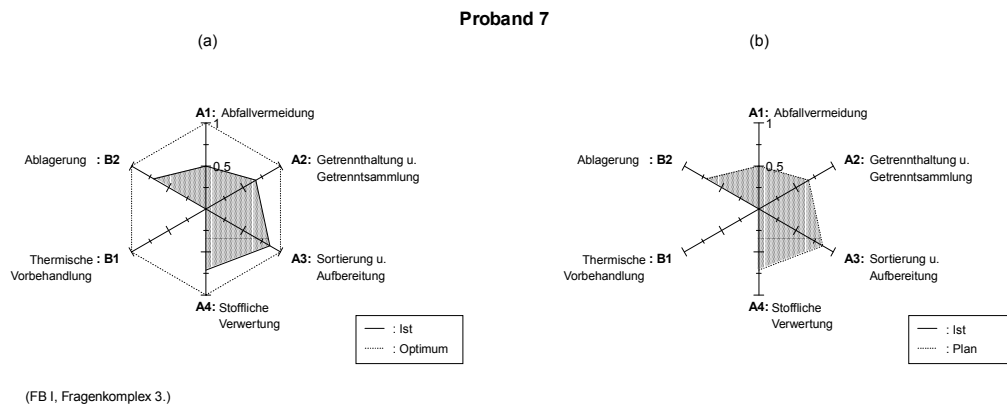 Proband 7
(a)
A1: Abfallvermeidung
1
0.5
Ablagerung : B2
A2: Getrennthaltung u.
Getrenntsammlung
Thermische : B1
Vorbehandlung
A3: Sortierung u.
Aufbereitung
A4: Stoffliche
Verwertung
: Ist
: Optimum
(b)
A1: Abfallvermeidung
1
0.5
Ablagerung : B2
A2: Getrennthaltung u.
Getrenntsammlung
Thermische : B1
Vorbehandlung
A3: Sortierung u.
Aufbereitung
A4: Stoffliche
Verwertung
: Ist
: Plan
(FB I, Fragenkomplex 3.)